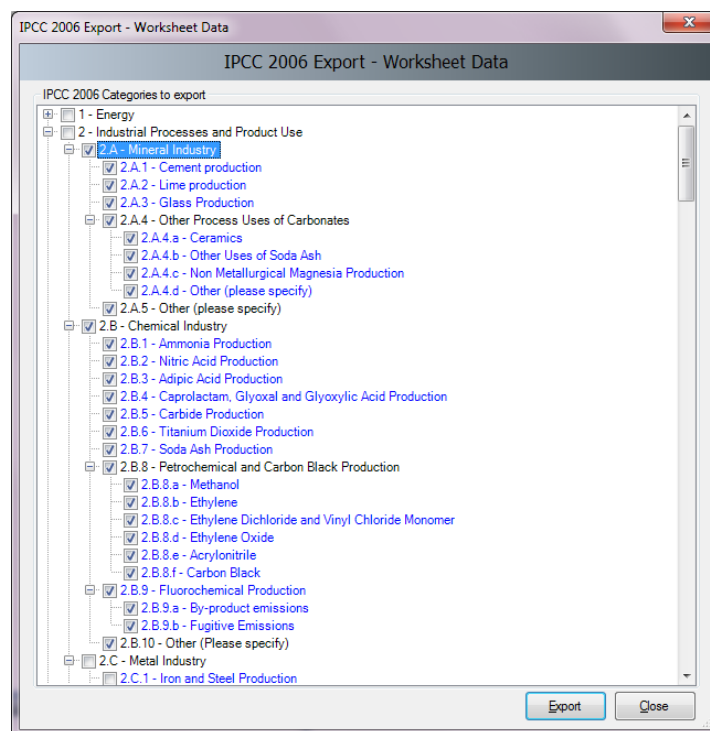 IPCC 2006 Export - Worksheet Data
IPCC 2006 Export - Worksheet Data
IPCC 2006 Categories to export
1 - Energy
2 - Industrial Processes and Product Use
2.A - Mineral Industry
2.A.1 - Cement production
2.A.2 - Lime production
2.A.3 - Glass Production
2.A.4 - Other Process Uses of Carbonates
2.A.4.a - Ceramics
2.A.4.b - Other Uses of Soda Ash
2.A.4.c - Non Metallurgical Magnesia Production
2.A.4.d - Other (please specify)
2.A.5 - Other (please specify)
2.B - Chemical Industry
2.B.1 - Ammonia Production
2.B.2 - Nitric Acid Production
2.B.3 - Adipic Acid Production
2.B.4 - Caprolactam, Glyoxal and Glyoxylic Acid Production
2.B.5 - Carbide Production
2.B.6 - Titanium Dioxide Production
2.B.7 - Soda Ash Production
2.B.8 - Petrochemical and Carbon Black Production
2.B.8.a - Methanol
2.B.8.b - Ethylene
2.B.8.c - Ethylene Dichloride and Vinyl Chloride Monomer
2.B.8.d - Ethylene Oxide
2.B.8.e - Acrylonitrile
2.B.8.f - Carbon Black
2.B.9 - Fluorochemical Production
2.B.9.a - By-product emissions
2.B.9.b - Fugitive Emissions
2.B.10 - Other (Please specify)
2.C - Metal Industry
2.C.1 - Iron and Steel Production
Export Close